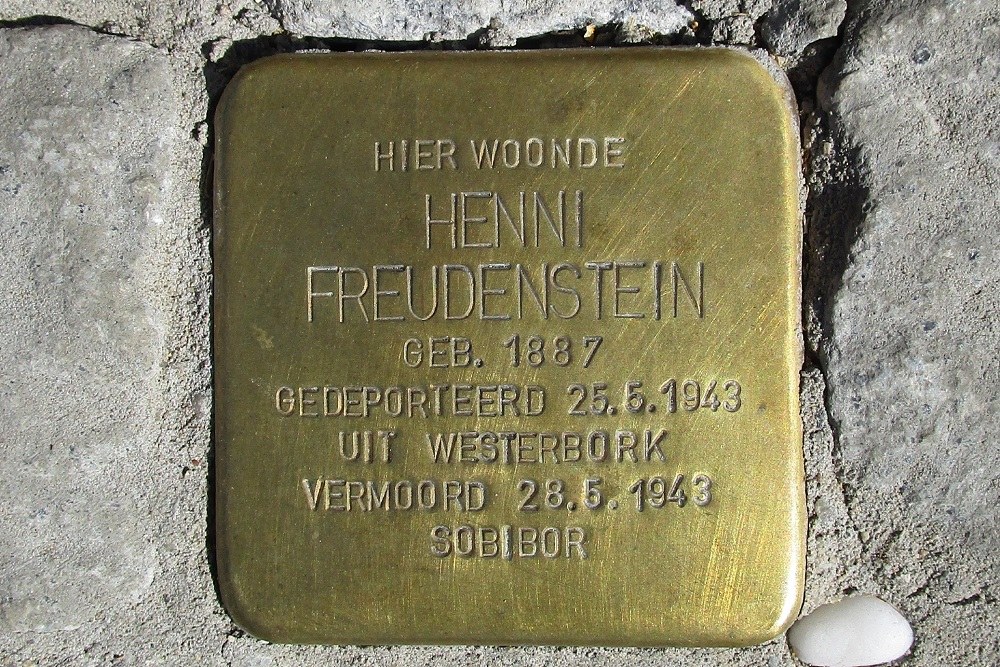 HIER WOONDE
HENNI
FREUDENSTEIN
GEB. 1887
GEDEPORTEERD 25.5.1943
UIT WESTERBORK
VERMOORD 28.5.1943
SOBIBOR